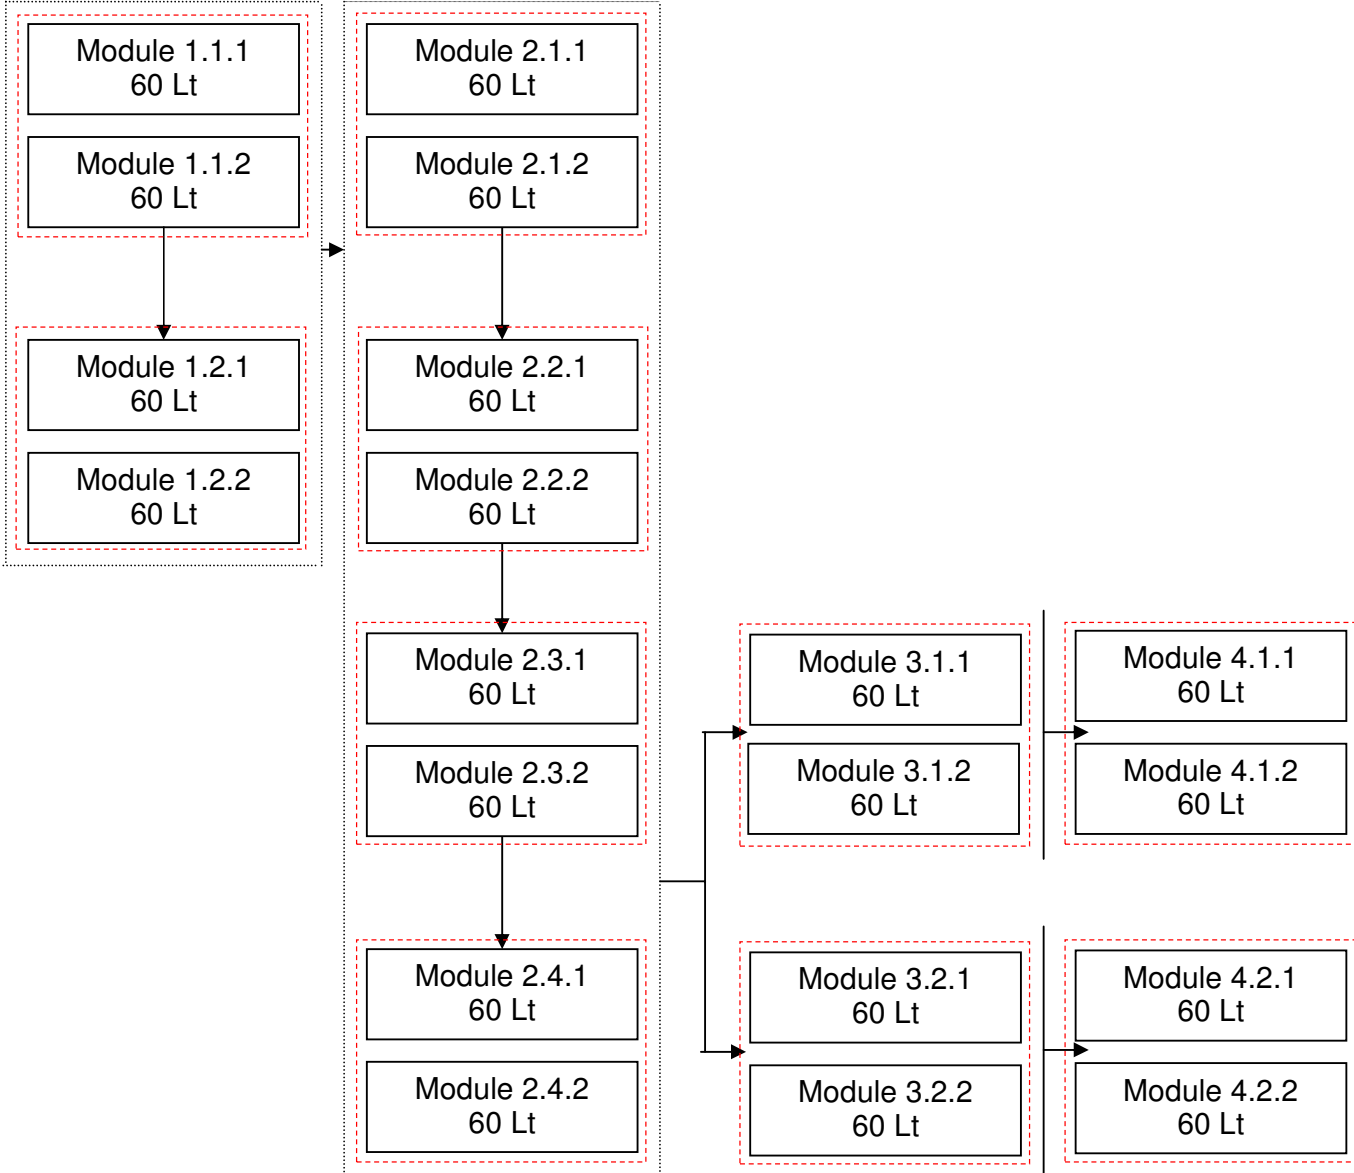 Module 1.1.1
60 Lt
Module 1.1.2
60 Lt
Module 1.2.1
60 Lt
Module 1.2.2
60 Lt
Module 2.1.1
60 Lt
Module 2.1.2
60 Lt
Module 2.2.1
60 Lt
Module 2.2.2
60 Lt
Module 2.3.1
60 Lt
Module 2.3.2
60 Lt
Module 2.4.1
60 Lt
Module 2.4.2
60 Lt
Module 3.1.1
60 Lt
Module 3.1.2
60 Lt
Module 3.2.1
60 Lt
Module 3.2.2
60 Lt
Module 4.1.1
60 Lt
Module 4.1.2
60 Lt
Module 4.2.1
60 Lt
Module 4.2.2
60 Lt